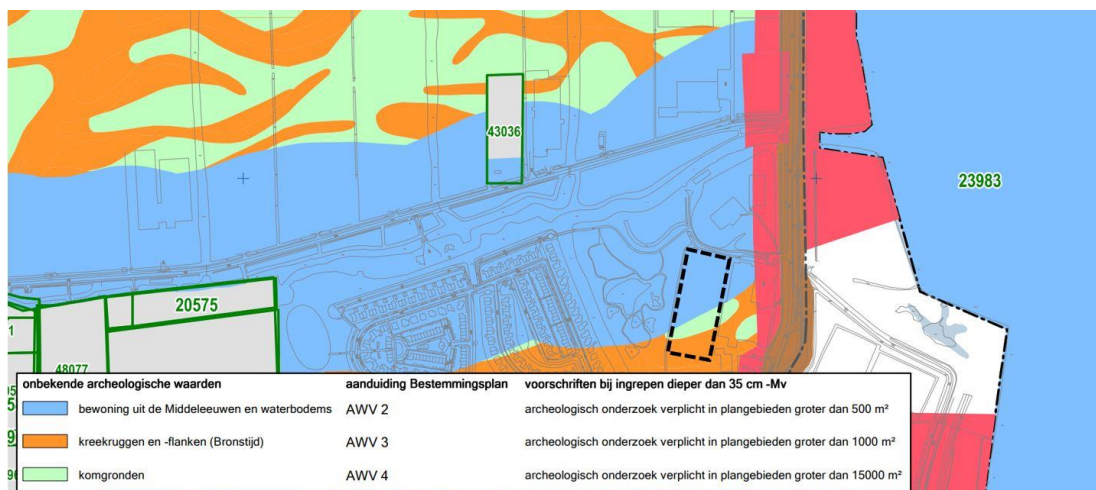 43036
23983
20575
48077
onbekende archeologische waarden aanduiding Bestemmingsplan voorschriften bij ingrepen dieper dan 35 cm -Mv
bewoning uit de Middeleeuwen en waterbodems AWV 2 archeologisch onderzoek verplicht in plangebieden groter dan 500 m²
kreekruggen en -flanken (Bronstijd) AWV 3 archeologisch onderzoek verplicht in plangebieden groter dan 1000 m²
komgronden AWV 4 archeologisch onderzoek verplicht in plangebieden groter dan 15000 m²